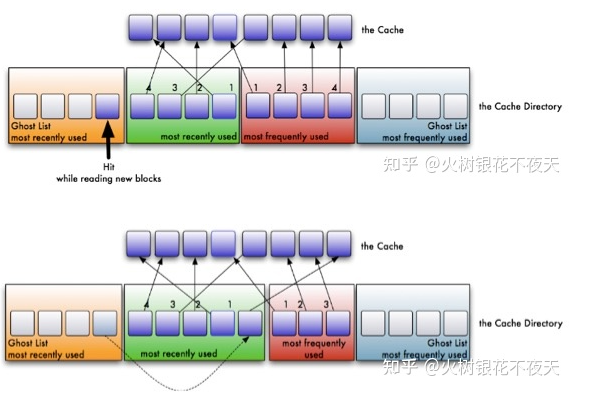 the Cache
4 3 2 1 1 2 3 4
the Cache Directory
Ghost List
most recently used
most recently used
most frequently used
Ghost List
most frequently used
Hit
while reading new blocks
知乎 @火树银花不夜天
the Cache
4 3 2 1 1 2 3
the Cache Directory
Ghost List
most recently used
most recently used
most frequently
used
Ghost List
most frequently used
知乎 @火树银花不夜天